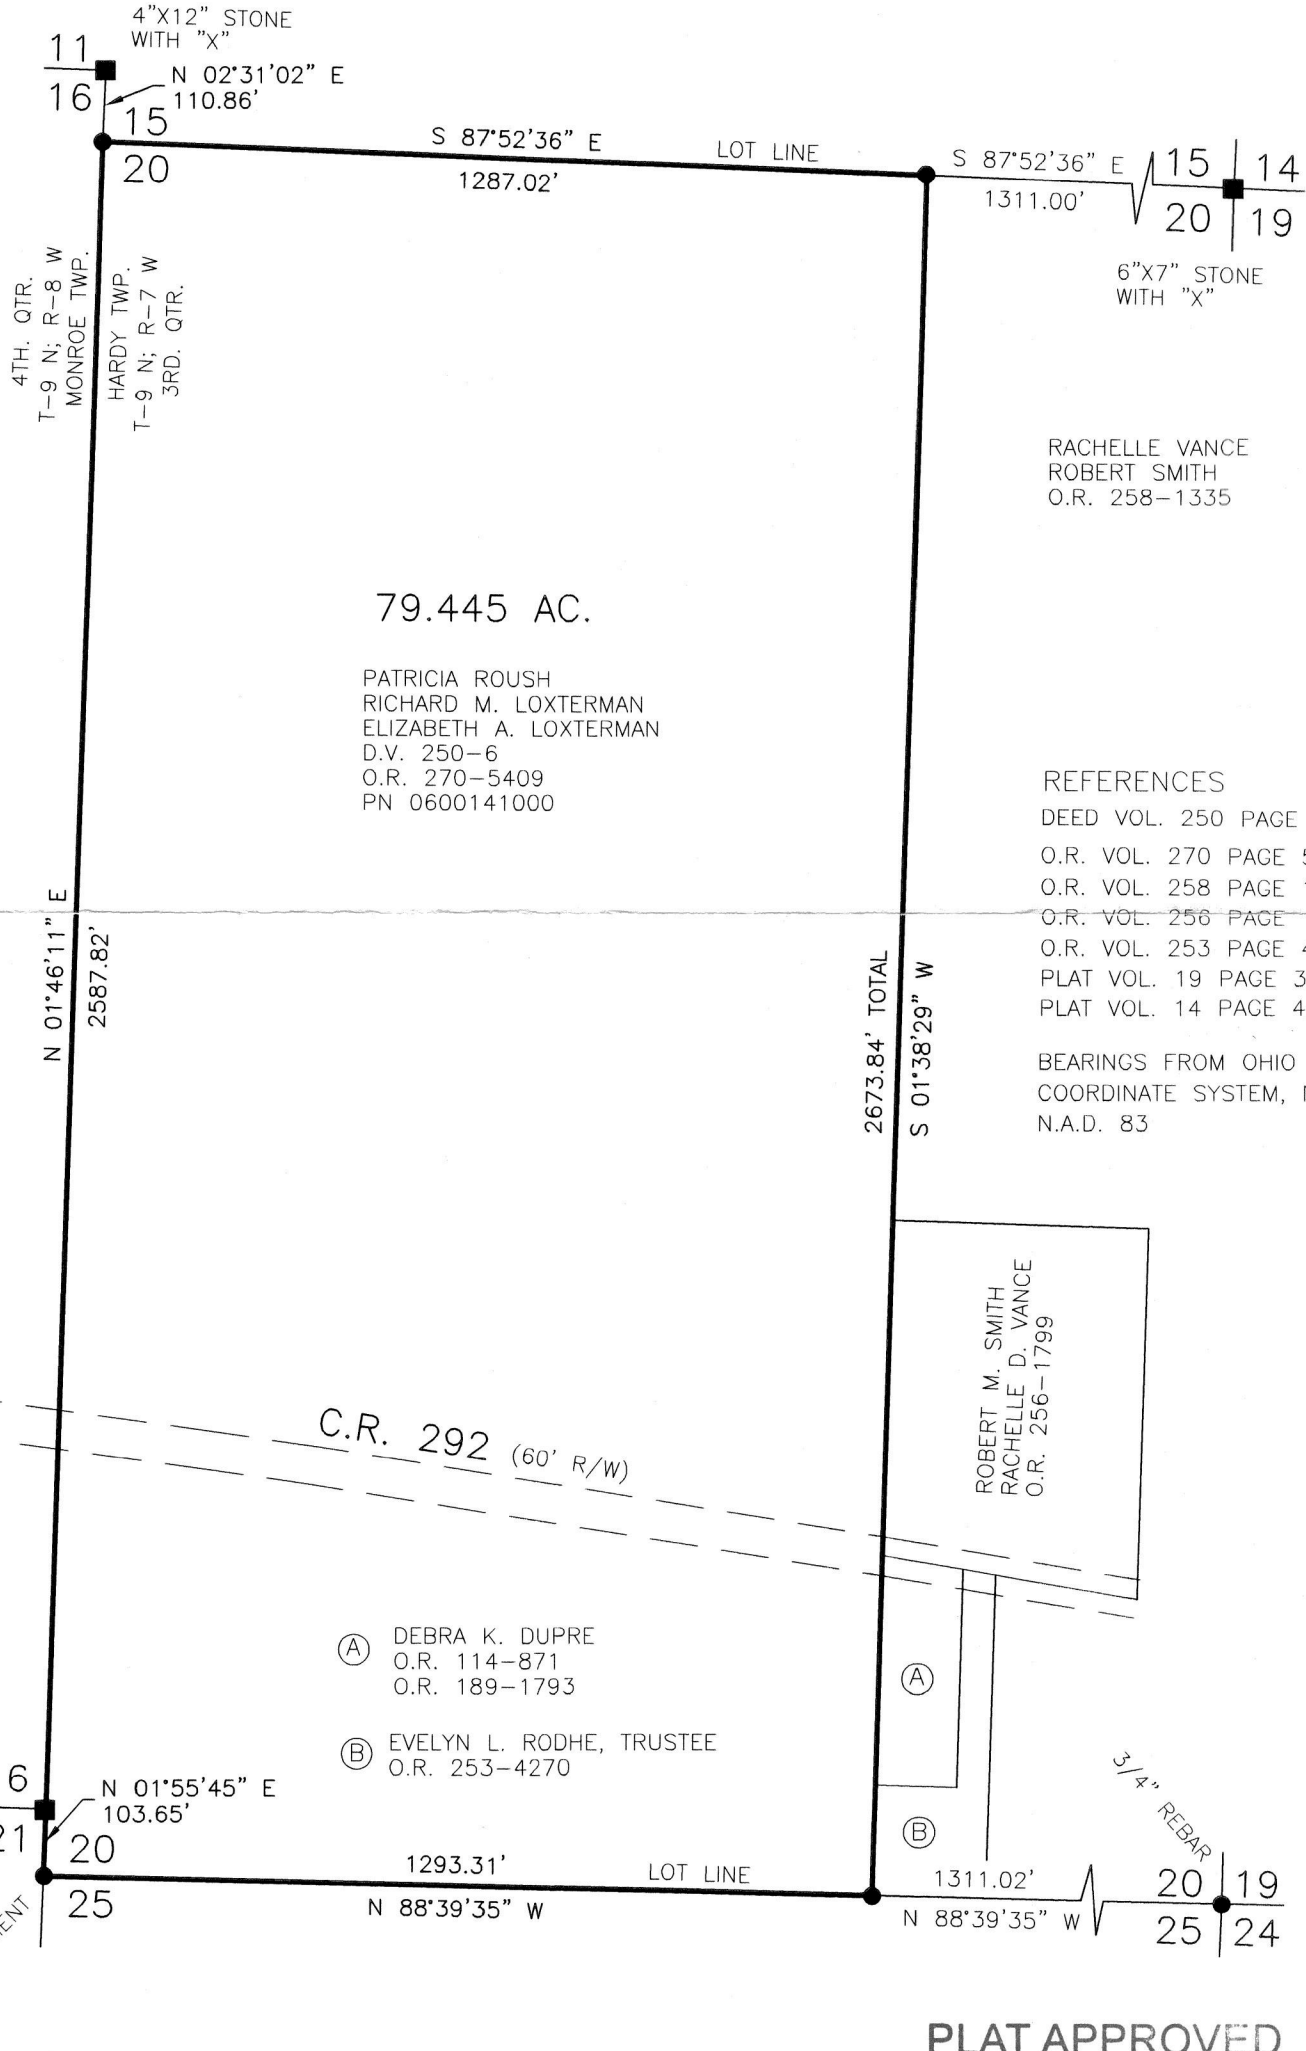 4"X12" STONE
WITH "X"
11
16
N 02°31'02" E
110.86'
15
20
S 87°52'36" E
1287.02'
LOT LINE
S 87°52'36" E
1311.00'
15
14
20
19
6"X7" STONE
WITH "X"
4TH. QTR.
T-9 N; R-8 W
MONROE TWP.
HARDY TWP.
T-9 N; R-7 W
3RD. QTR.
RACHELLE VANCE
ROBERT SMITH
O.R. 258-1335
79.445 AC.
PATRICIA ROUSH
RICHARD M. LOXTERMAN
ELIZABETH A. LOXTERMAN
D.V. 250-6
O.R. 270-5409
PN 0600141000
REFERENCES
DEED VOL. 250 PAGE
O.R. VOL. 270 PAGE
O.R. VOL. 258 PAGE
O.R. VOL. 256 PAGE
O.R. VOL. 253 PAGE 4
PLAT VOL. 19 PAGE 3
PLAT VOL. 14 PAGE 4
BEARINGS FROM OHIO
COORDINATE SYSTEM,
N.A.D. 83
N 01°46'11" E
2587.82'
2673.84' TOTAL
S 01°38'29" W
ROBERT M. SMITH
RACHELLE D. VANCE
O.R. 256-1799
C.R. 292 (60' R/W)
A DEBRA K. DUPRE
O.R. 114-871
O.R. 189-1793
B EVELYN L. RODHE, TRUSTEE
O.R. 253-4270
A
B
3/4" REBAR
6
21
N 01°55'45" E
103.65'
20
25
1293.31'
LOT LINE
N 88°39'35" W
1311.02'
N 88°39'35" W
20
19
25
24
PLAT APPROVED